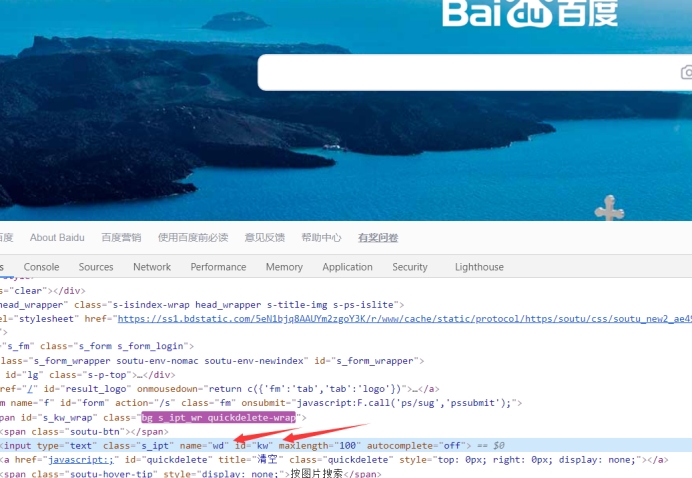 Bai du 百度
百度 About Baidu 百度营销 使用百度前必读 意见反馈 帮助中心 有奖问卷
s Console Sources Network Performance Memory Application Security Lighthouse
s="clear"></div>
head_wrapper" class="s-isindex-wrap head_wrapper s-title-img s-ps-islite">
el="stylesheet" href="https://ss1.bdstatic.com/5eN1bjq8AAUYm2zgoY3K/r/www/cache/static/protocol/https/soutu/css/soutu_new2_ae45
">
="s_fm" class="s_form s_form_login">
lass="s_form_wrapper soutu-env-nomac soutu-env-newindex" id="s_form_wrapper">
id="lg" class="s-p-top">…</div>
ref="/" id="result_logo" onmousedown="return c({'fm':'tab','tab':'logo'})">…</a>
m name="f" id="form" action="/s" class="fm" onsubmit="javascript:F.call('ps/sug','pssubmit');">
pan id="s_kw_wrap" class="bg s_ipt_wr quickdelete-wrap">
<span class="soutu-btn"></span>
<input type="text" class="s_ipt" name="wd" id="kw" maxlength="100" autocomplete="off"> == $0
<a href="javascript:;" id="quickdelete" title="清空" class="quickdelete" style="top: 0px; right: 0px; display: none;"></a>
<span class="soutu-hover-tip" style="display: none;">按图片搜索</span>